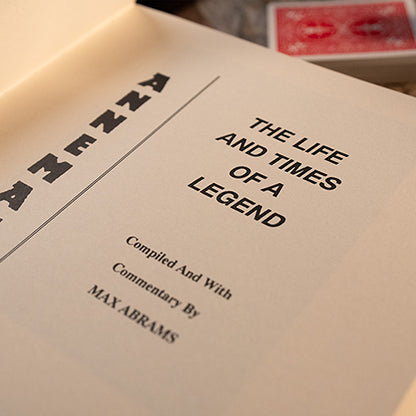 ANNEMA
THE LIFE
AND TIMES
OF A
LEGEND
Compiled And With
Commentary By
MAX ABRAMS